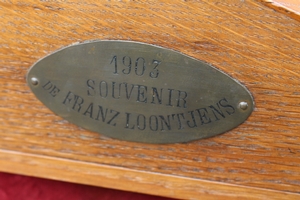 1903
SOUVENIR
DE FRANZ LOONTJENS